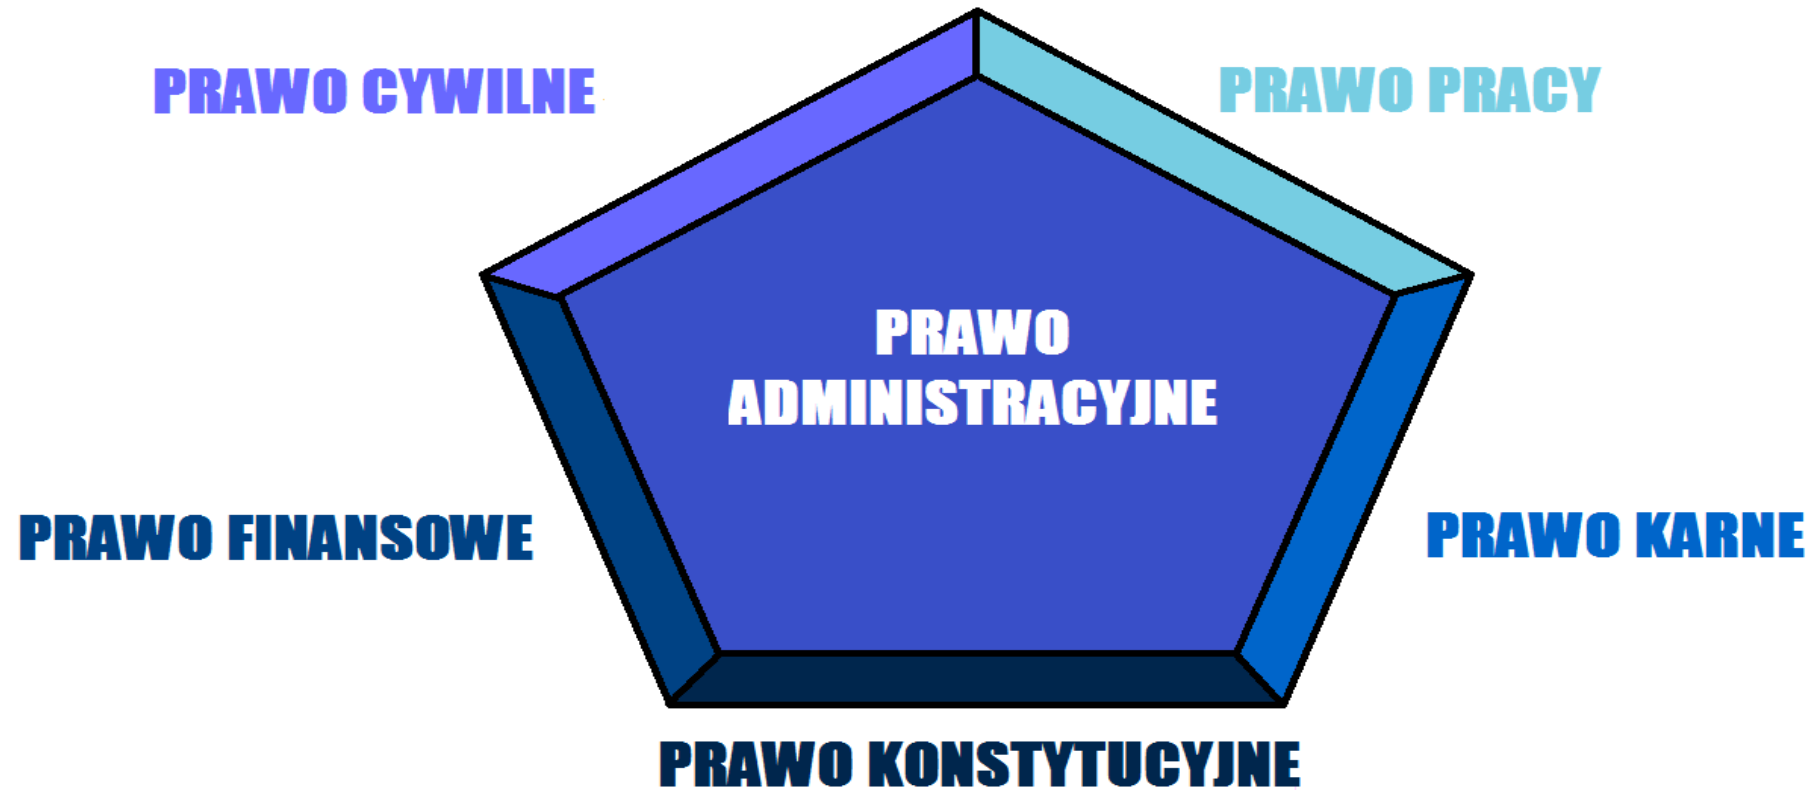 PRAWO CYWILNE
PRAWO PRACY
PRAWO
ADMINISTRACYJNE
PRAWO FINANSOWE
PRAWO KARNE
PRAWO KONSTYTUCYJNE